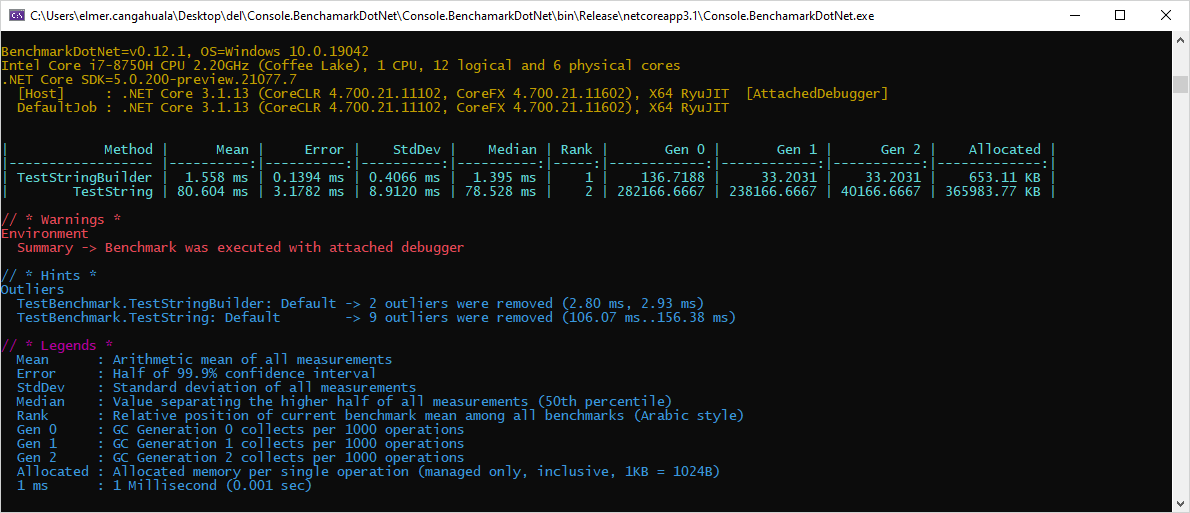 C:\Users\elmer.cangahuala\Desktop\del\Console.BenchamarkDotNet\Console.BenchamarkDotNet\bin\Release\netcoreapp3.1\Console.BenchamarkDotNet.exe
BenchmarkDotNet=v0.12.1, OS=Windows 10.0.19042
Intel Core i7-8750H CPU 2.20GHz (Coffee Lake), 1 CPU, 12 logical and 6 physical cores
.NET Core SDK=5.0.200-preview.21077.7
  [Host]     : .NET Core 3.1.13 (CoreCLR 4.700.21.11102, CoreFX 4.700.21.11602), X64 RyuJIT  [AttachedDebugger]
  DefaultJob : .NET Core 3.1.13 (CoreCLR 4.700.21.11102, CoreFX 4.700.21.11602), X64 RyuJIT
|            Method |      Mean |     Error |    StdDev |    Median | Rank |       Gen 0 |       Gen 1 |      Gen 2 |    Allocated |
|------------------ |----------:|----------:|----------:|----------:|-----:|------------:|------------:|-----------:|-------------:|
| TestStringBuilder |  1.558 ms | 0.1394 ms | 0.4066 ms |  1.395 ms |    1 |    136.7188 |     33.2031 |    33.2031 |    653.11 KB |
|        TestString | 80.604 ms | 3.1782 ms | 8.9120 ms | 78.528 ms |    2 | 282166.6667 | 238166.6667 | 40166.6667 | 365983.77 KB |
// * Warnings *
Environment
  Summary -> Benchmark was executed with attached debugger
// * Hints *
Outliers
  TestBenchmark.TestStringBuilder: Default -> 2 outliers were removed (2.80 ms, 2.93 ms)
  TestBenchmark.TestString: Default        -> 9 outliers were removed (106.07 ms..156.38 ms)
// * Legends *
  Mean      : Arithmetic mean of all measurements
  Error     : Half of 99.9% confidence interval
  StdDev    : Standard deviation of all measurements
  Median    : Value separating the higher half of all measurements (50th percentile)
  Rank      : Relative position of current benchmark mean among all benchmarks (Arabic style)
  Gen 0     : GC Generation 0 collects per 1000 operations
  Gen 1     : GC Generation 1 collects per 1000 operations
  Gen 2     : GC Generation 2 collects per 1000 operations
  Allocated : Allocated memory per single operation (managed only, inclusive, 1KB = 1024B)
  1 ms      : 1 Millisecond (0.001 sec)